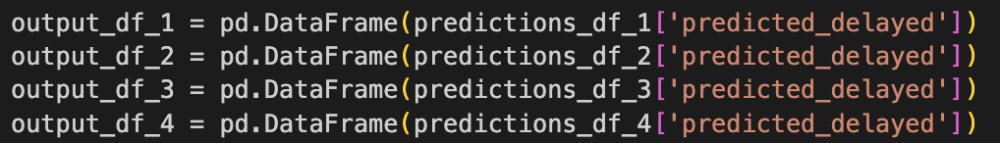 output_df_1 = pd.DataFrame(predictions_df_1['predicted_delayed'])
output_df_2 = pd.DataFrame(predictions_df_2['predicted_delayed'])
output_df_3 = pd.DataFrame(predictions_df_3['predicted_delayed'])
output_df_4 = pd.DataFrame(predictions_df_4['predicted_delayed'])